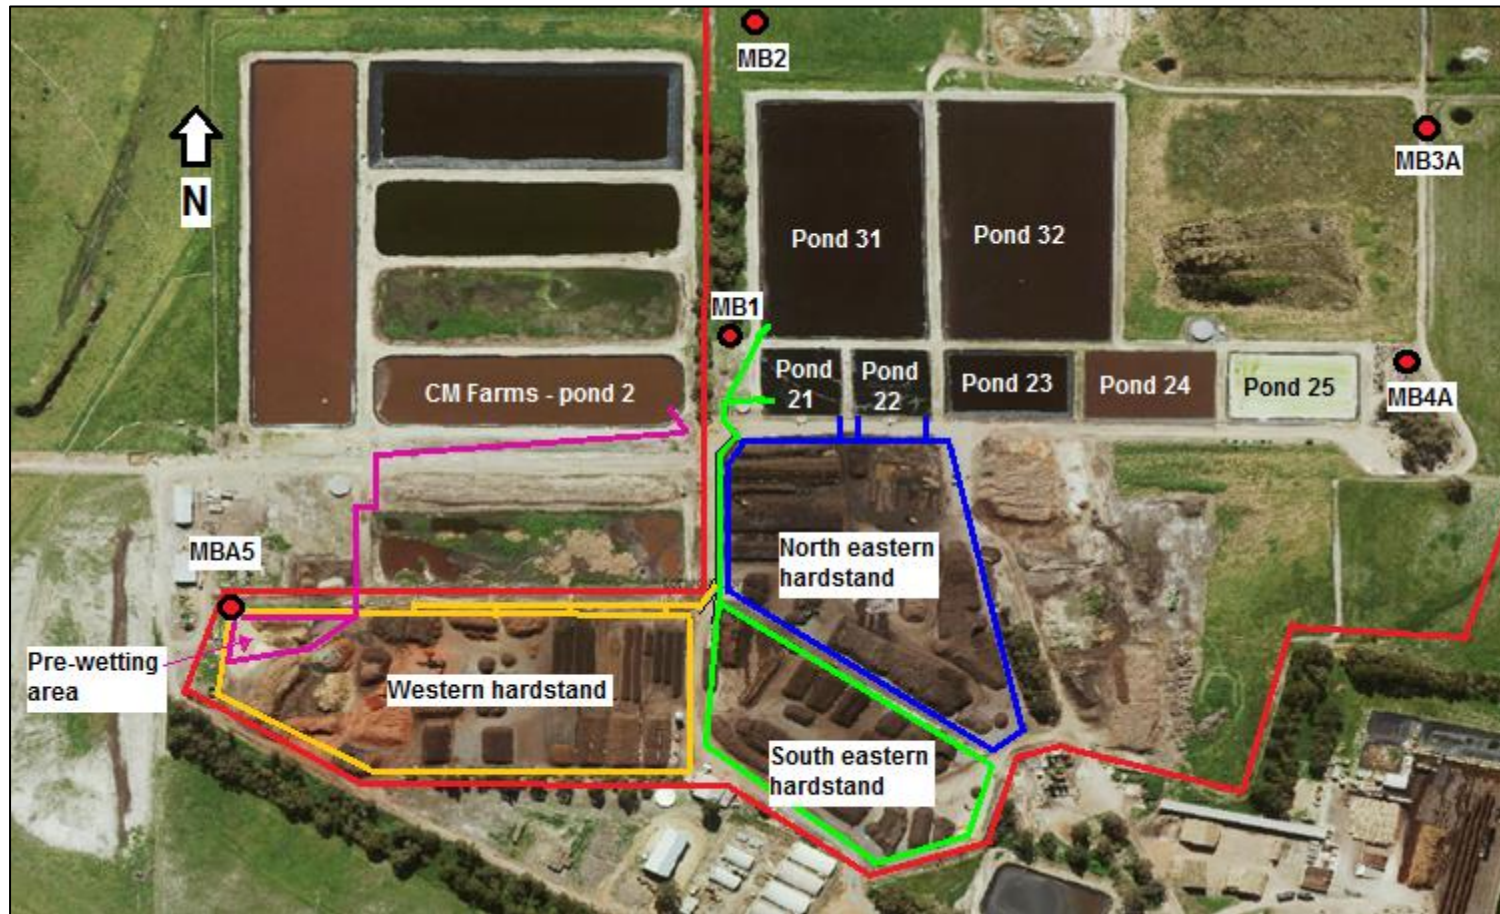 MB2
N
MB3A
Pond 31
Pond 32
MB1
CM Farms - pond 2
Pond
21
Pond
22
Pond 23
Pond 24
Pond 25
MB4A
MBA5
North eastern
hardstand
Pre-wetting
area
Western hardstand
South eastern
hardstand